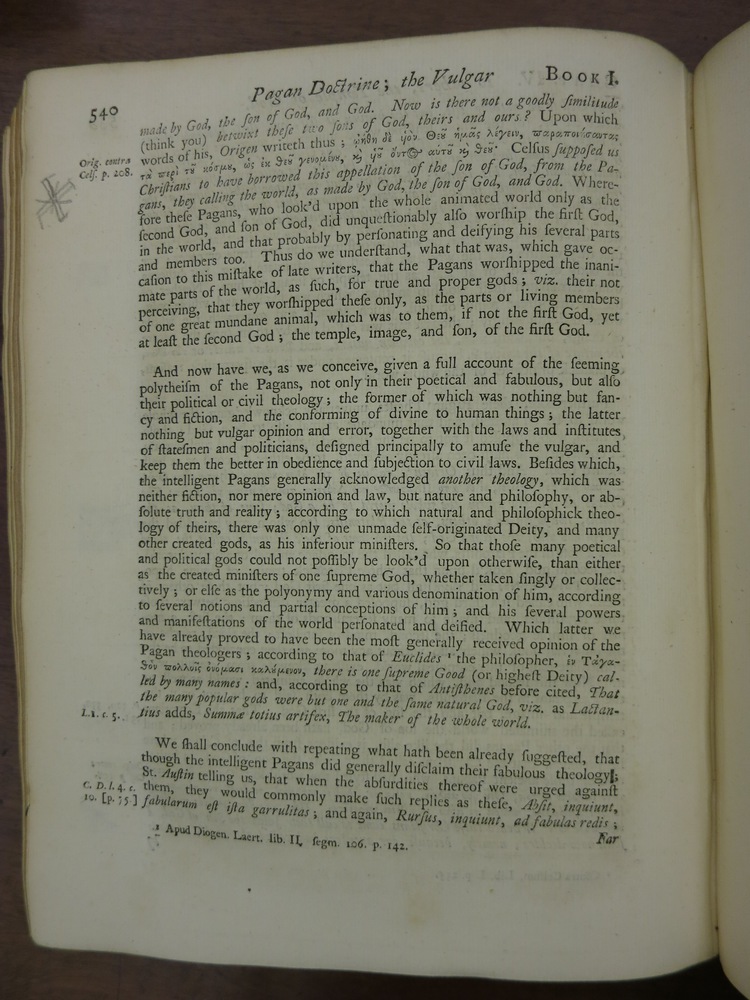 540
Pagan Doctrine; the Vulgar BOOK I.
made by God, the ſon of God, and God. Now is there not a goodly ſimilitude
(think you) betwixt theſe two ſons of God, theirs and ours? Upon which
words of his, Origen writeth thus; ᾠήθη δὲ
Orig. contra
Celſ. p. 208.
τὰ περὶ τῦ κόσμυ, ὡς ἐκ Θεῦ γενομένυ, Celſus ſuppoſed us
Chriſtians to have borrowed this appellation of the ſon of God, from the Pa-
gans, they calling the world, as made by God, the ſon of God, and God. Where-
fore theſe Pagans, who look'd upon the whole animated world only as the
ſecond God, and ſon of God, did unqueſtionably alſo worſhip the firſt God,
in the world, and that probably by perſonating and deifying his ſeveral parts
and members too. Thus do we underſtand, what that was, which gave oc-
caſion to this miſtake of late writers, that the Pagans worſhipped the inani-
mate parts of the world, as ſuch, for true and proper gods; viz. their not
perceiving, that they worſhipped theſe only, as the parts or living members
of one great mundane animal, which was to them, if not the firſt God, yet
at leaſt the ſecond God; the temple, image, and ſon, of the firſt God.
And now have we, as we conceive, given a full account of the ſeeming
polytheiſm of the Pagans, not only in their poetical and fabulous, but alſo
their political or civil theology; the former of which was nothing but fan-
cy and fiction, and the conforming of divine to human things; the latter
nothing but vulgar opinion and error, together with the laws and inſtitutes
of ſtateſmen and politicians, deſigned principally to amuſe the vulgar, and
keep them the better in obedience and ſubjection to civil laws. Beſides which,
the intelligent Pagans generally acknowledged another theology, which was
neither fiction, nor mere opinion and law, but nature and philoſophy, or ab-
ſolute truth and reality; according to which natural and philoſophick theo-
logy of theirs, there was only one unmade ſelf-originated Deity, and many
other created gods, as his inferiour miniſters. So that thoſe many poetical
and political gods could not poſſibly be look'd upon otherwiſe, than either
as the created miniſters of one ſupreme God, whether taken ſingly or collec-
tively; or elſe as the polyonymy and various denomination of him, according
to ſeveral notions and partial conceptions of him; and his ſeveral powers
and manifeſtations of the world perſonated and deified. Which latter we
have already proved to have been the moſt generally received opinion of the
Pagan theologers; according to that of Euclides ¹ the philoſopher, ἓν Τἀγα-
θὸν πολλοῖς ὀνόμασι καλύμενον, there is one ſupreme Good (or higheſt Deity) cal-
led by many names: and, according to that of Antiſthenes before cited, That
the many popular gods were but one and the ſame natural God, viz. as Lactan-
L. I. c. 5.
tius adds, Summæ totius artifex, The maker of the whole world.
We ſhall conclude with repeating what hath been already ſuggeſted, that
though the intelligent Pagans did generally diſclaim their fabulous theology;
St. Auſtin telling us, that when the abſurdities thereof were urged againſt
C. D. l. 4. c.
10. [p. 75.]
them, they would commonly make ſuch replies as theſe, Abſit, inquiunt,
fabularum eſt iſta garrulitas; and again, Rurſus, inquiunt, ad fabulas redis;
¹ Apud Diogen. Laert. lib. II, ſegm. 106. p. 142.
Far